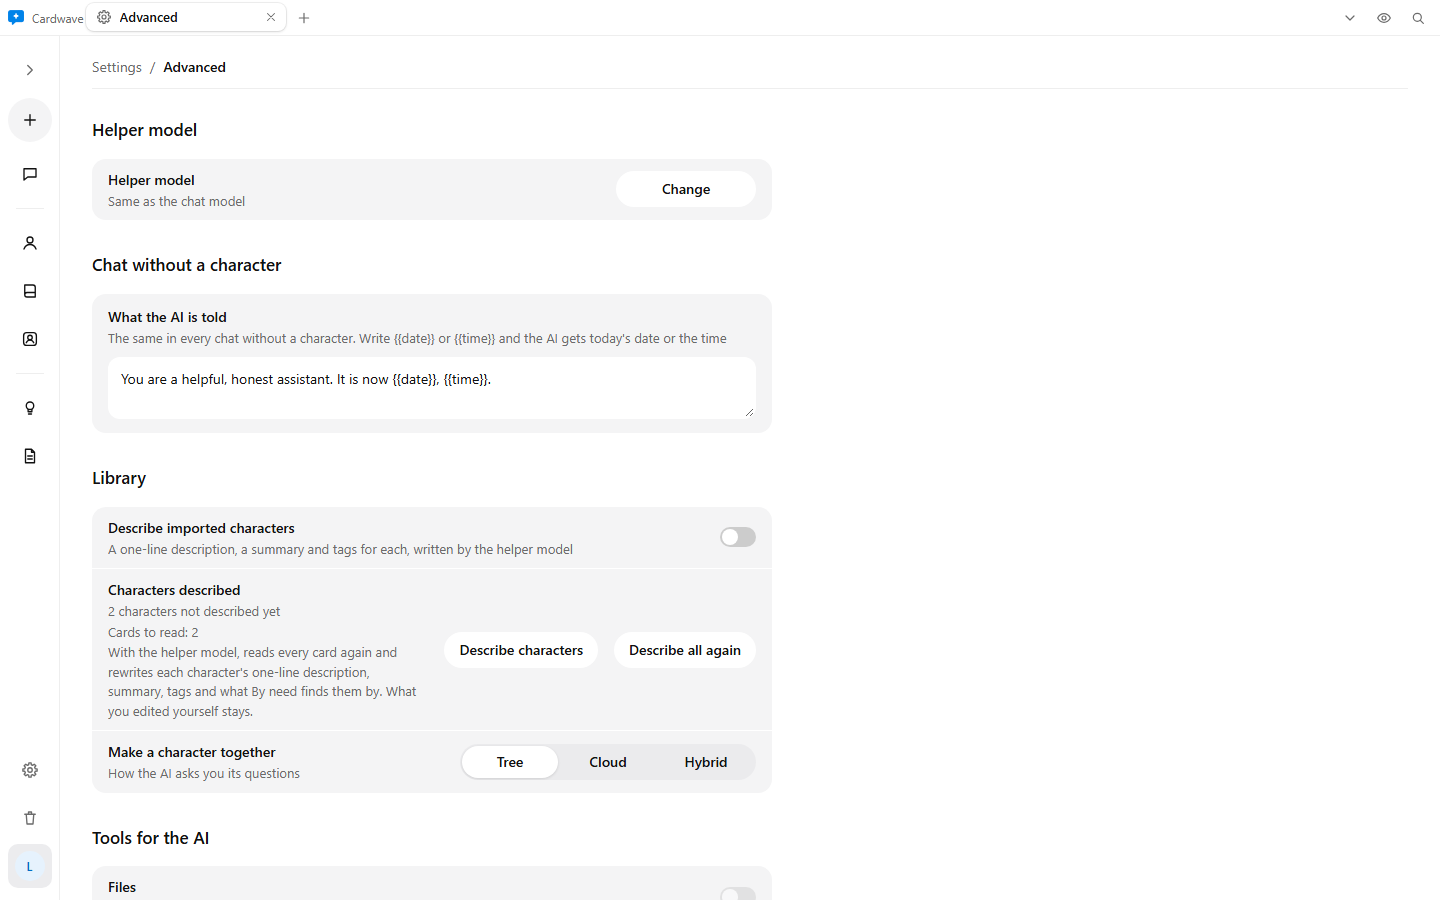 Cardwave
Advanced
Settings / Advanced
Helper model
Helper model
Same as the chat model
Change
Chat without a character
What the AI is told
The same in every chat without a character. Write {{date}} or {{time}} and the AI gets today's date or the time
You are a helpful, honest assistant. It is now {{date}}, {{time}}.
Library
Describe imported characters
A one-line description, a summary and tags for each, written by the helper model
Characters described
2 characters not described yet
Cards to read: 2
With the helper model, reads every card again and
rewrites each character's one-line description,
summary, tags and what By need finds them by. What
you edited yourself stays.
Describe characters
Describe all again
Make a character together
How the AI asks you its questions
Tree
Cloud
Hybrid
Tools for the AI
Files
L